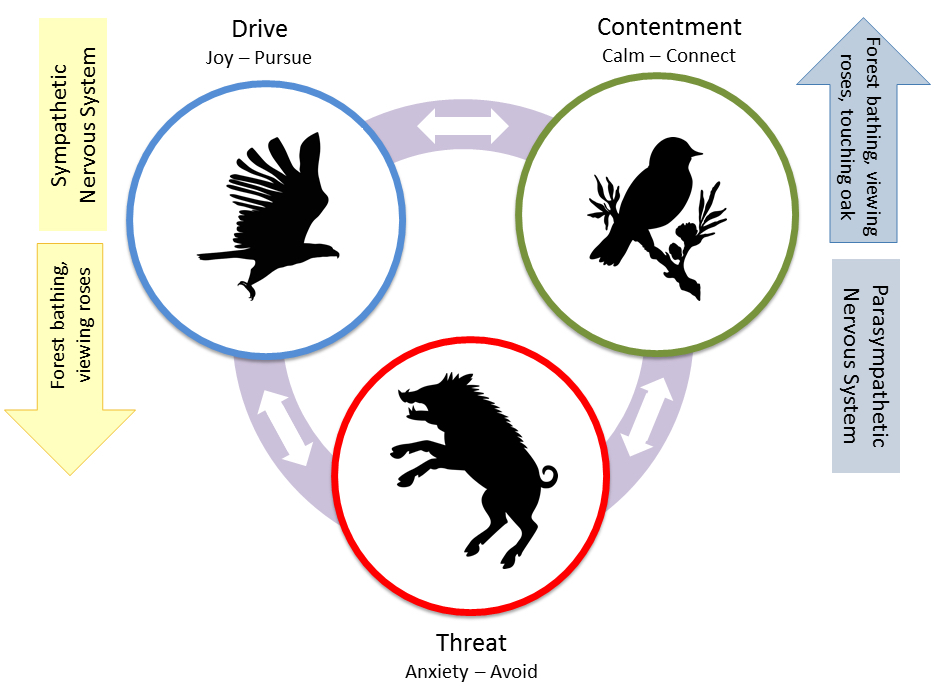 Drive
Joy – Pursue
Contentment
Calm – Connect
Sympathetic
Nervous System
Forest bathing,
viewing roses
Forest bathing, viewing
roses, touching oak
Parasympathetic
Nervous System
Threat
Anxiety – Avoid